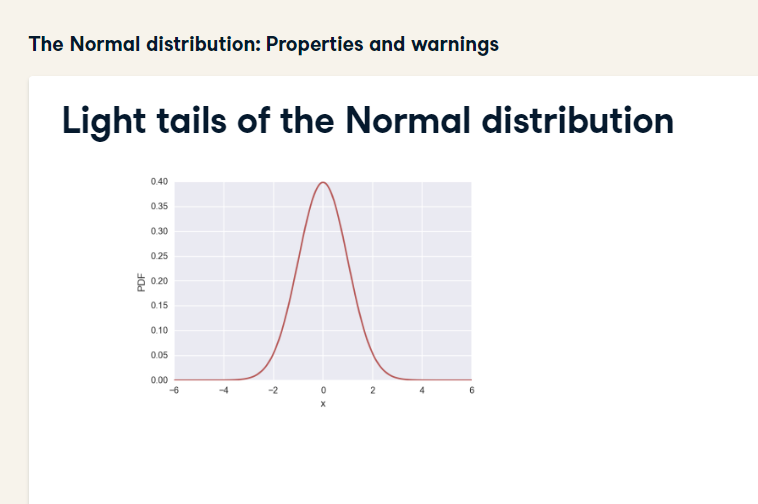 The Normal distribution: Properties and warnings
Light tails of the Normal distribution
0.40
0.35
0.30
0.25
0.20
0.15
0.10
0.05
0.00
PDF
−6 −4 −2 0 2 4 6
x